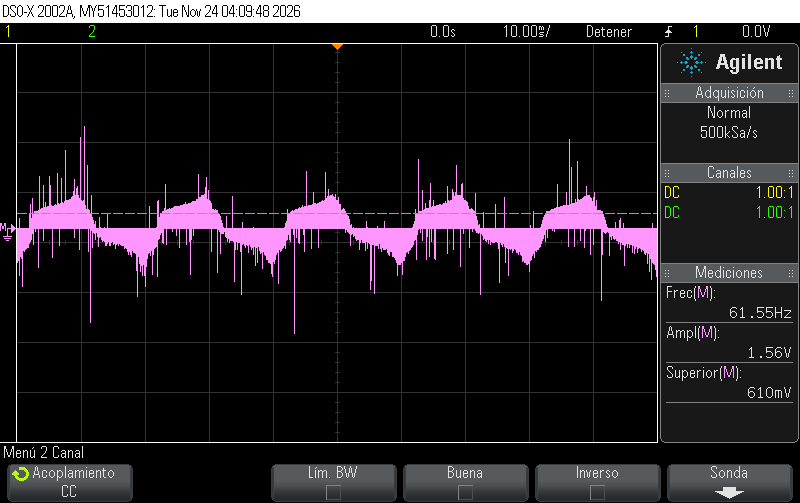 DSO-X 2002A, MY51453012: Tue Nov 24 04:09:48 2026
1 2 0.0s 10.00ms/ Detener 1 0.0V
Agilent
Adquisición
Normal
500kSa/s
Canales
DC 1.00:1
DC 1.00:1
Mediciones
Frec(M):
61.55Hz
Ampl(M):
1.56V
Superior(M):
610mV
M
Menú 2 Canal
Acoplamiento
CC
Lím. BW
Buena
Inverso
Sonda